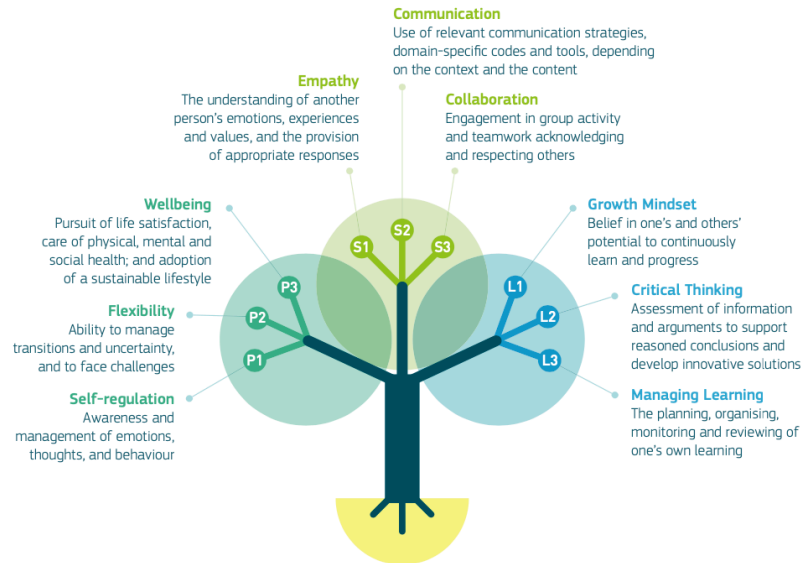 Communication
Use of relevant communication strategies,
domain-specific codes and tools, depending
on the context and the content
Empathy
The understanding of another
person's emotions, experiences
and values, and the provision
of appropriate responses
Collaboration
Engagement in group activity
and teamwork acknowledging
and respecting others
Wellbeing
Pursuit of life satisfaction,
care of physical, mental and
social health; and adoption
of a sustainable lifestyle
Flexibility
Ability to manage
transitions and uncertainty,
and to face challenges
Self-regulation
Awareness and
management of emotions,
thoughts, and behaviour
P3
P2
P1
S1
S2
S3
L1
L2
L3
Growth Mindset
Belief in one's and others'
potential to continuously
learn and progress
Critical Thinking
Assessment of information
and arguments to support
reasoned conclusions and
develop innovative solutions
Managing Learning
The planning, organising,
monitoring and reviewing of
one's own learning